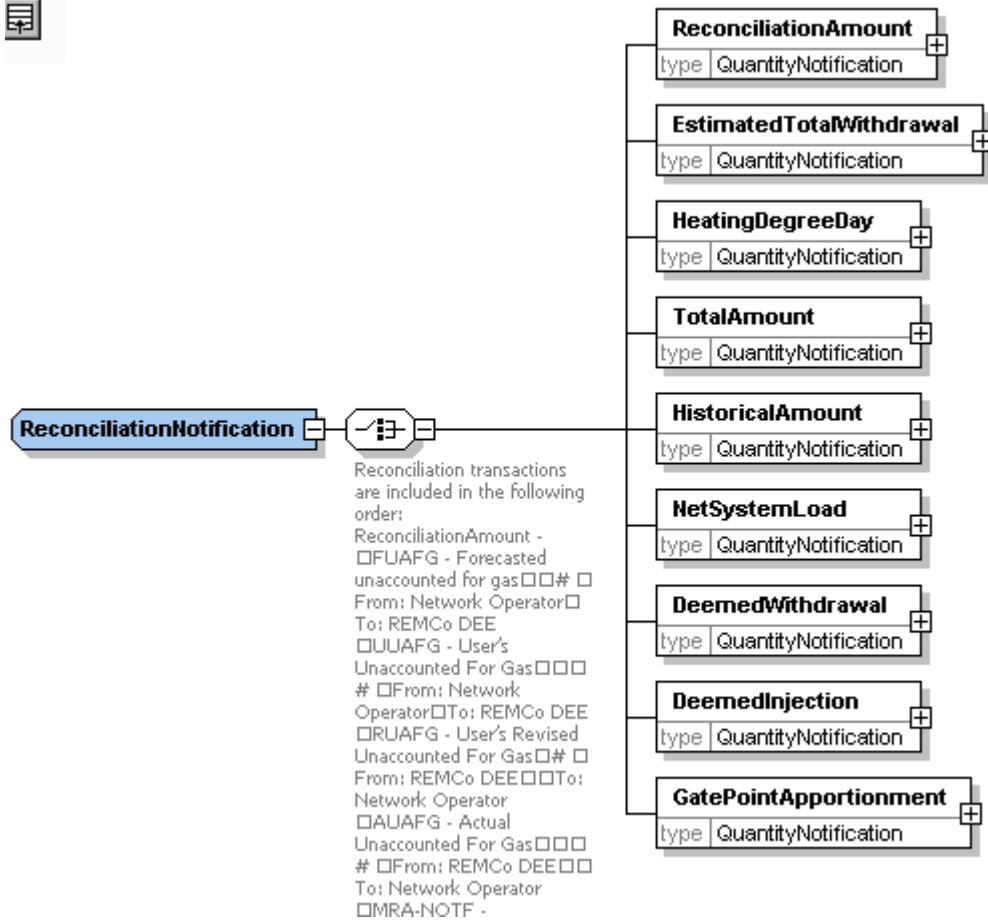 ReconciliationAmount
type QuantityNotification
EstimatedTotalWithdrawal
type QuantityNotification
HeatingDegreeDay
type QuantityNotification
TotalAmount
type QuantityNotification
ReconciliationNotification
HistoricalAmount
type QuantityNotification
NetSystemLoad
type QuantityNotification
DeemedWithdrawal
type QuantityNotification
DeemedInjection
type QuantityNotification
GatePointApportionment
type QuantityNotification
Reconciliation transactions
are included in the following
order:
ReconciliationAmount -
□FUAFG - Forecasted
unaccounted for gas□□# □
From: Network Operator□
To: REMCo DEE
□UUAFG - User's
Unaccounted For Gas□□□
# □From: Network
Operator□To: REMCo DEE
□RUAFG - User's Revised
Unaccounted For Gas□# □
From: REMCo DEE□□To:
Network Operator
□AUAFG - Actual
Unaccounted For Gas□□□
# □From: REMCo DEE□□
To: Network Operator
□MRA-NOTF -